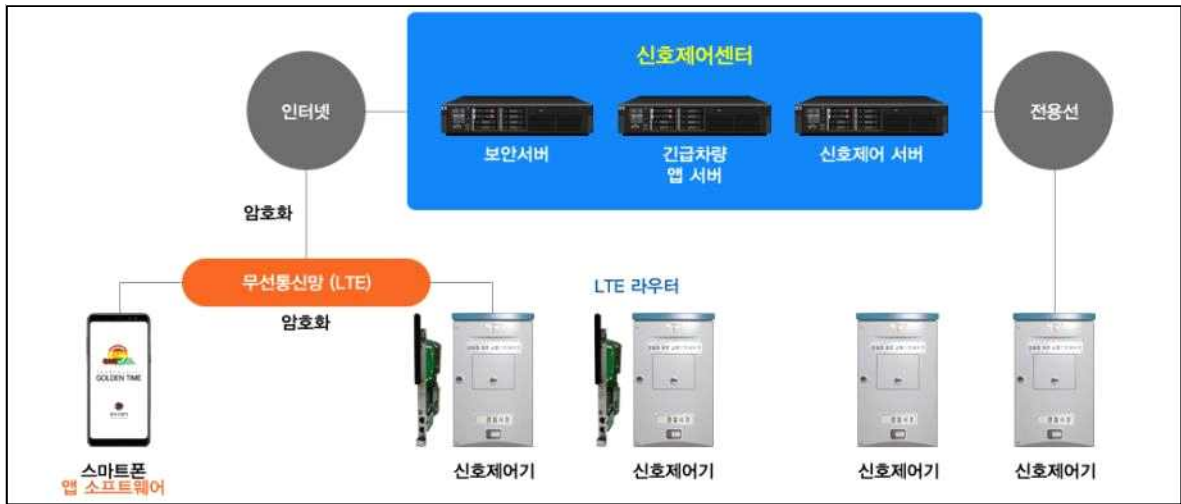 신호제어센터
인터넷
전용선
보안서버
긴급차량
앱 서버
신호제어 서버
암호화
무선통신망 (LTE)
암호화
LTE 라우터
GOLDEN TIME
스마트폰
앱 소프트웨어
신호제어기
신호제어기
신호제어기
신호제어기